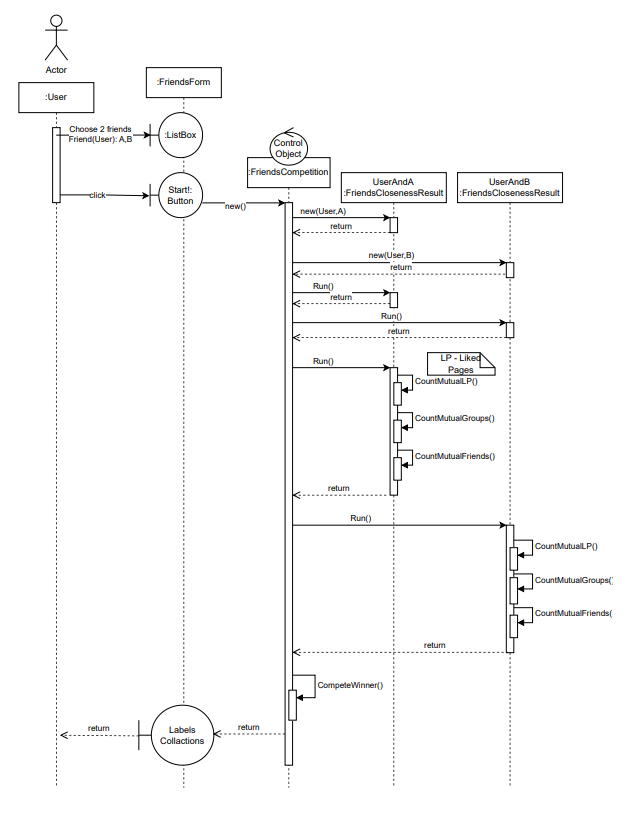 Actor
:User
:FriendsForm
Choose 2 friends
Friend(User): A,B
:ListBox
Control
Object
:FriendsCompetition
UserAndA
:FriendsClosenessResult
UserAndB
:FriendsClosenessResult
click
Start!:
Button
new()
new(User,A)
return
new(User,B)
return
Run()
return
Run()
return
Run()
LP - Liked
Pages
CountMutualLP()
CountMutualGroups()
CountMutualFriends()
return
Run()
CountMutualLP()
CountMutualGroups(
CountMutualFriends(
return
CompeteWinner()
return
Labels
Collactions
return